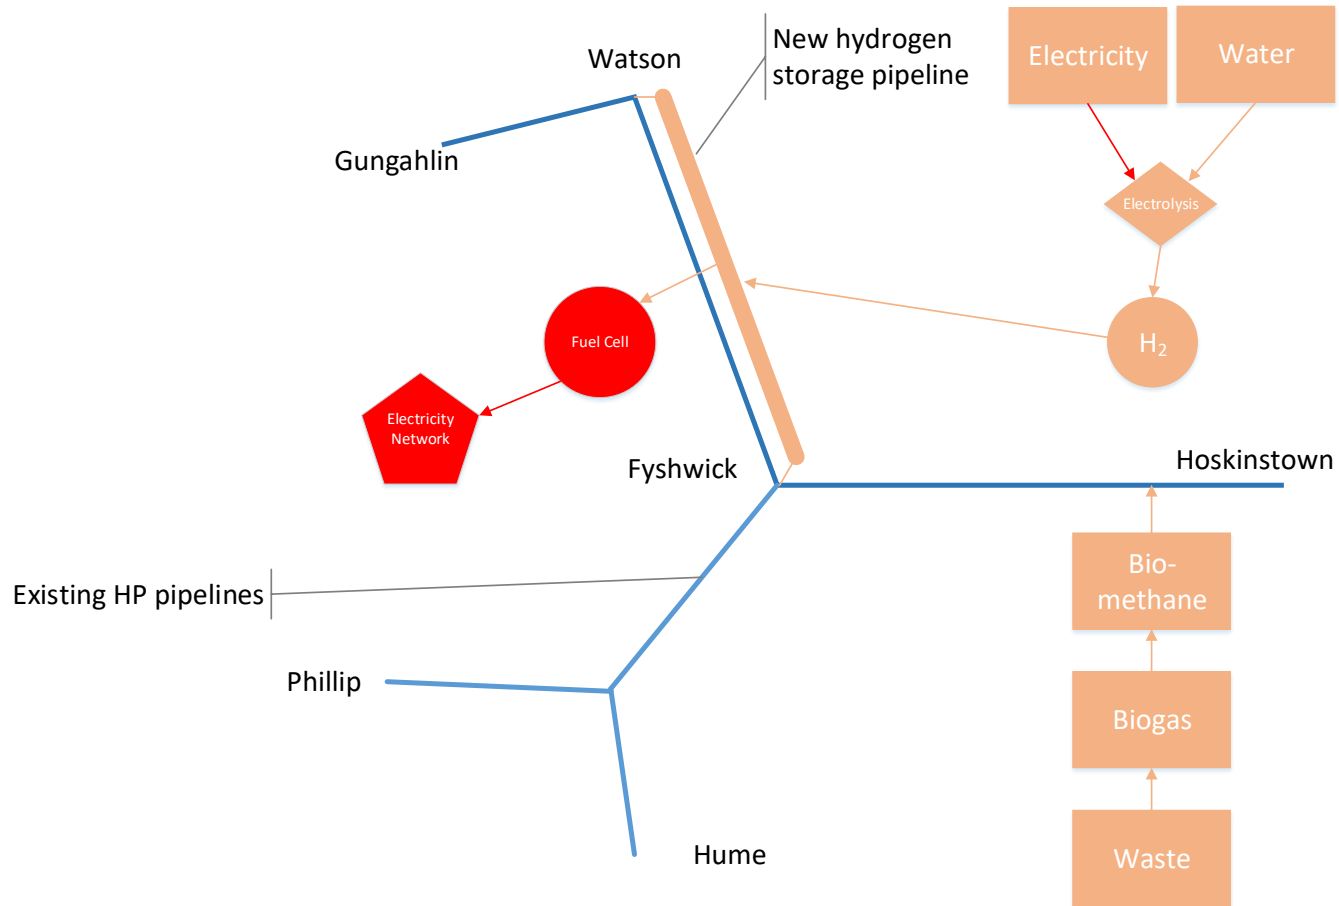 New hydrogen
storage pipeline
Watson
Electricity
Water
Gungahlin
Electrolysis
Fuel Cell
H₂
Electricity
Network
Fyshwick
Hoskinstown
Existing HP pipelines
Bio-
methane
Phillip
Biogas
Hume
Waste